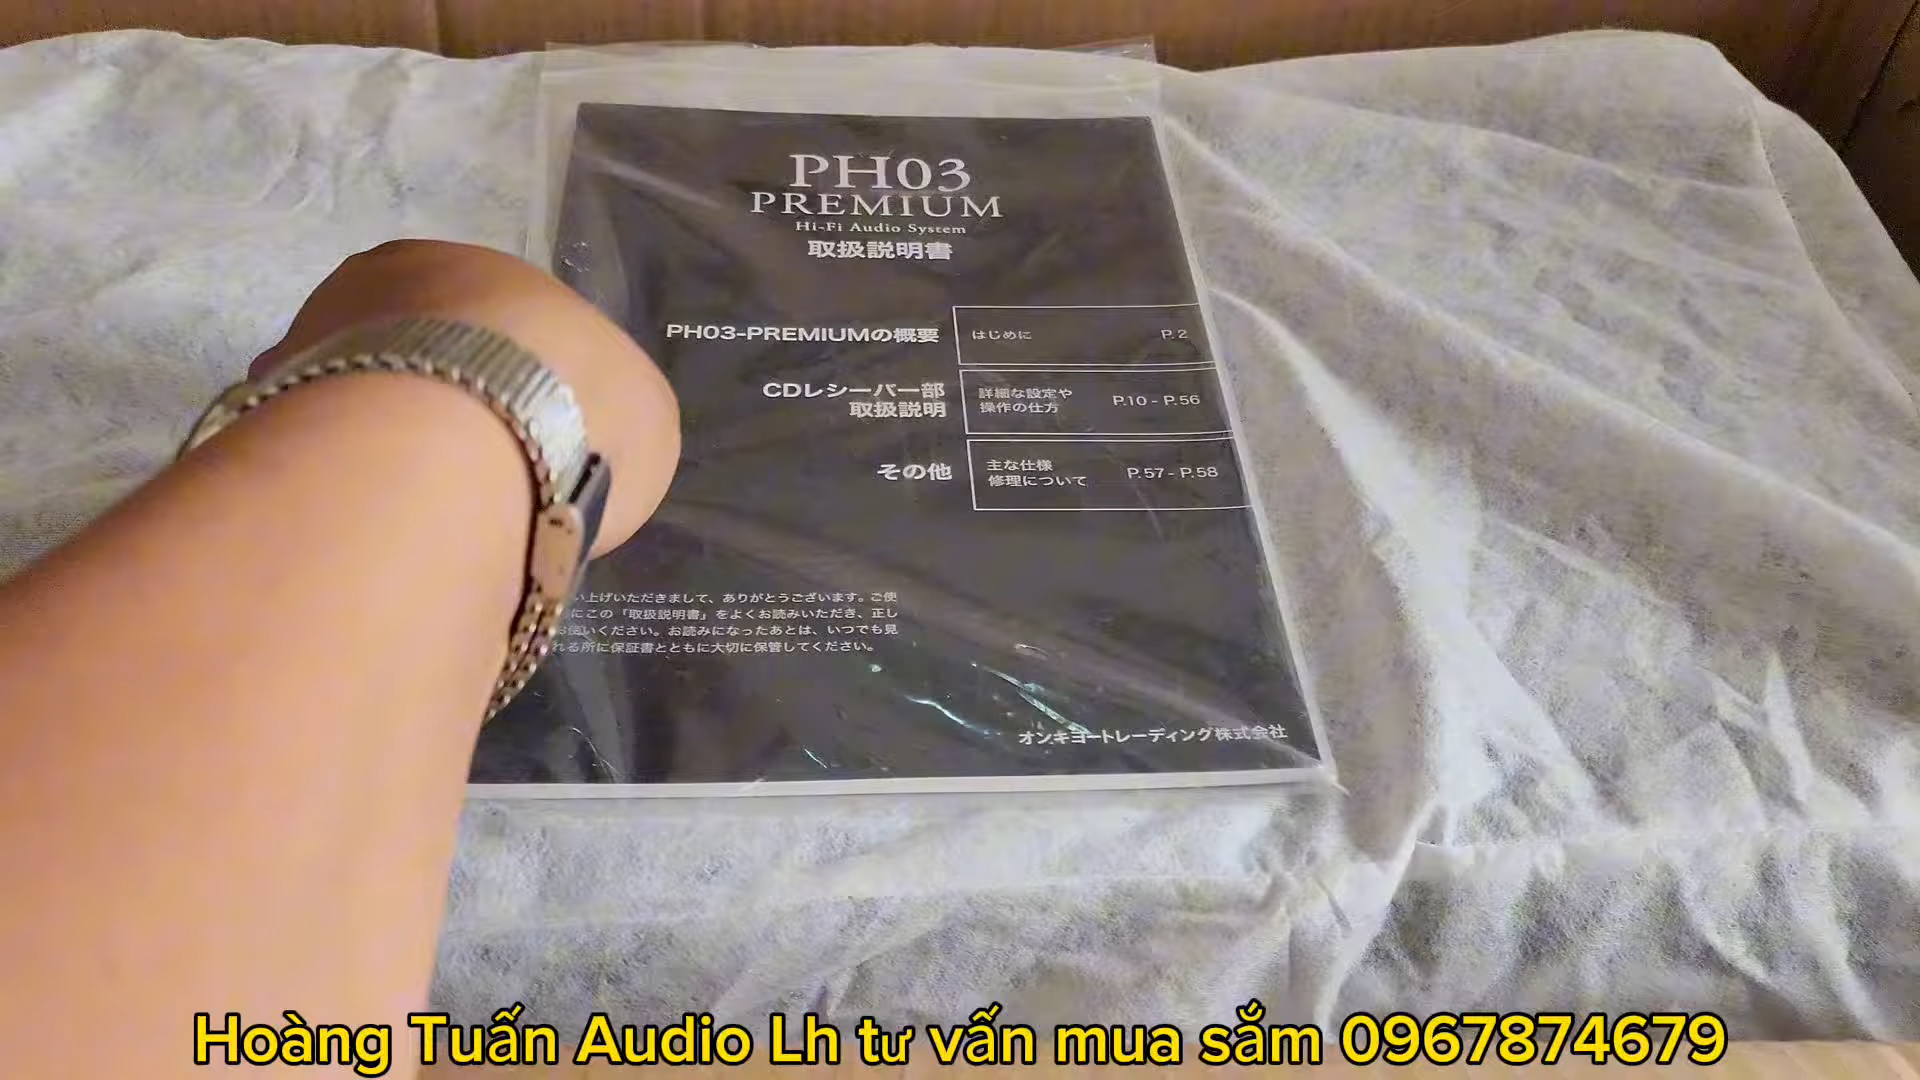 PH03
PREMIUM
Hi-Fi Audio System
取扱説明書
PH03-PREMIUMの概要
はじめに P.2
CDレシーバー部
取扱説明
詳細な設定や
操作の仕方
P.10 - P.56
その他
主な仕様
修理について
P.57 - P.58
い上げいただきまして、ありがとうございます。ご使
にこの「取扱説明書」をよくお読みいただき、正し
お使いください。お読みになったあとは、いつでも見
れる所に保証書とともに大切に保管してください。
オンキヨートレーディング株式会社
Hoàng Tuấn Audio Lh tư vấn mua sắm 0967874679